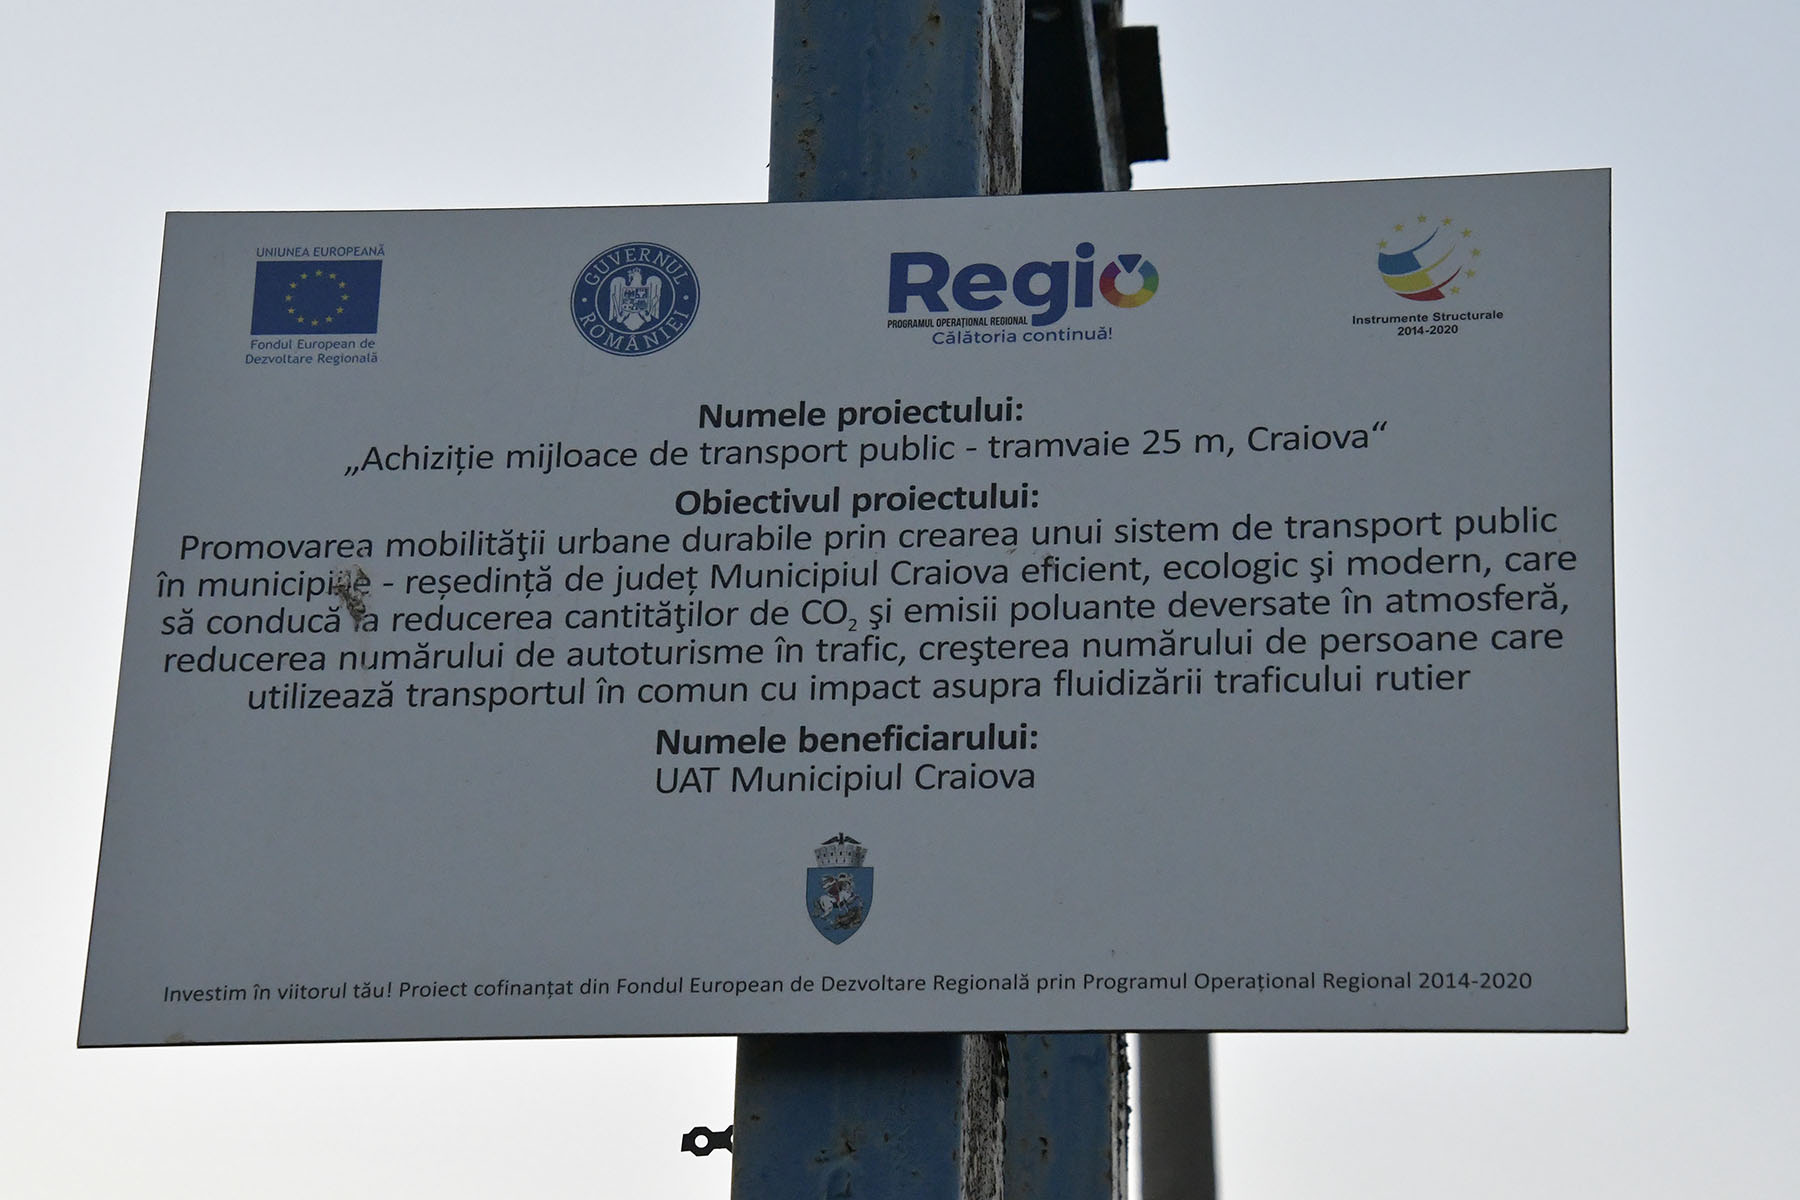 UNIUNEA EUROPEANĂ
Fondul European de
Dezvoltare Regională
GUVERNUL ROMÂNIEI
Regio
PROGRAMUL OPERAȚIONAL REGIONAL
Călătoria continuă!
Instrumente Structurale
2014-2020
Numele proiectului:
„Achiziție mijloace de transport public - tramvaie 25 m, Craiova“
Obiectivul proiectului:
Promovarea mobilităţii urbane durabile prin crearea unui sistem de transport public
în municipiile - reședință de județ Municipiul Craiova eficient, ecologic şi modern, care
să conducă la reducerea cantităţilor de CO₂ şi emisii poluante deversate în atmosferă,
reducerea numărului de autoturisme în trafic, creşterea numărului de persoane care
utilizează transportul în comun cu impact asupra fluidizării traficului rutier
Numele beneficiarului:
UAT Municipiul Craiova
Investim în viitorul tău! Proiect cofinanțat din Fondul European de Dezvoltare Regională prin Programul Operațional Regional 2014-2020